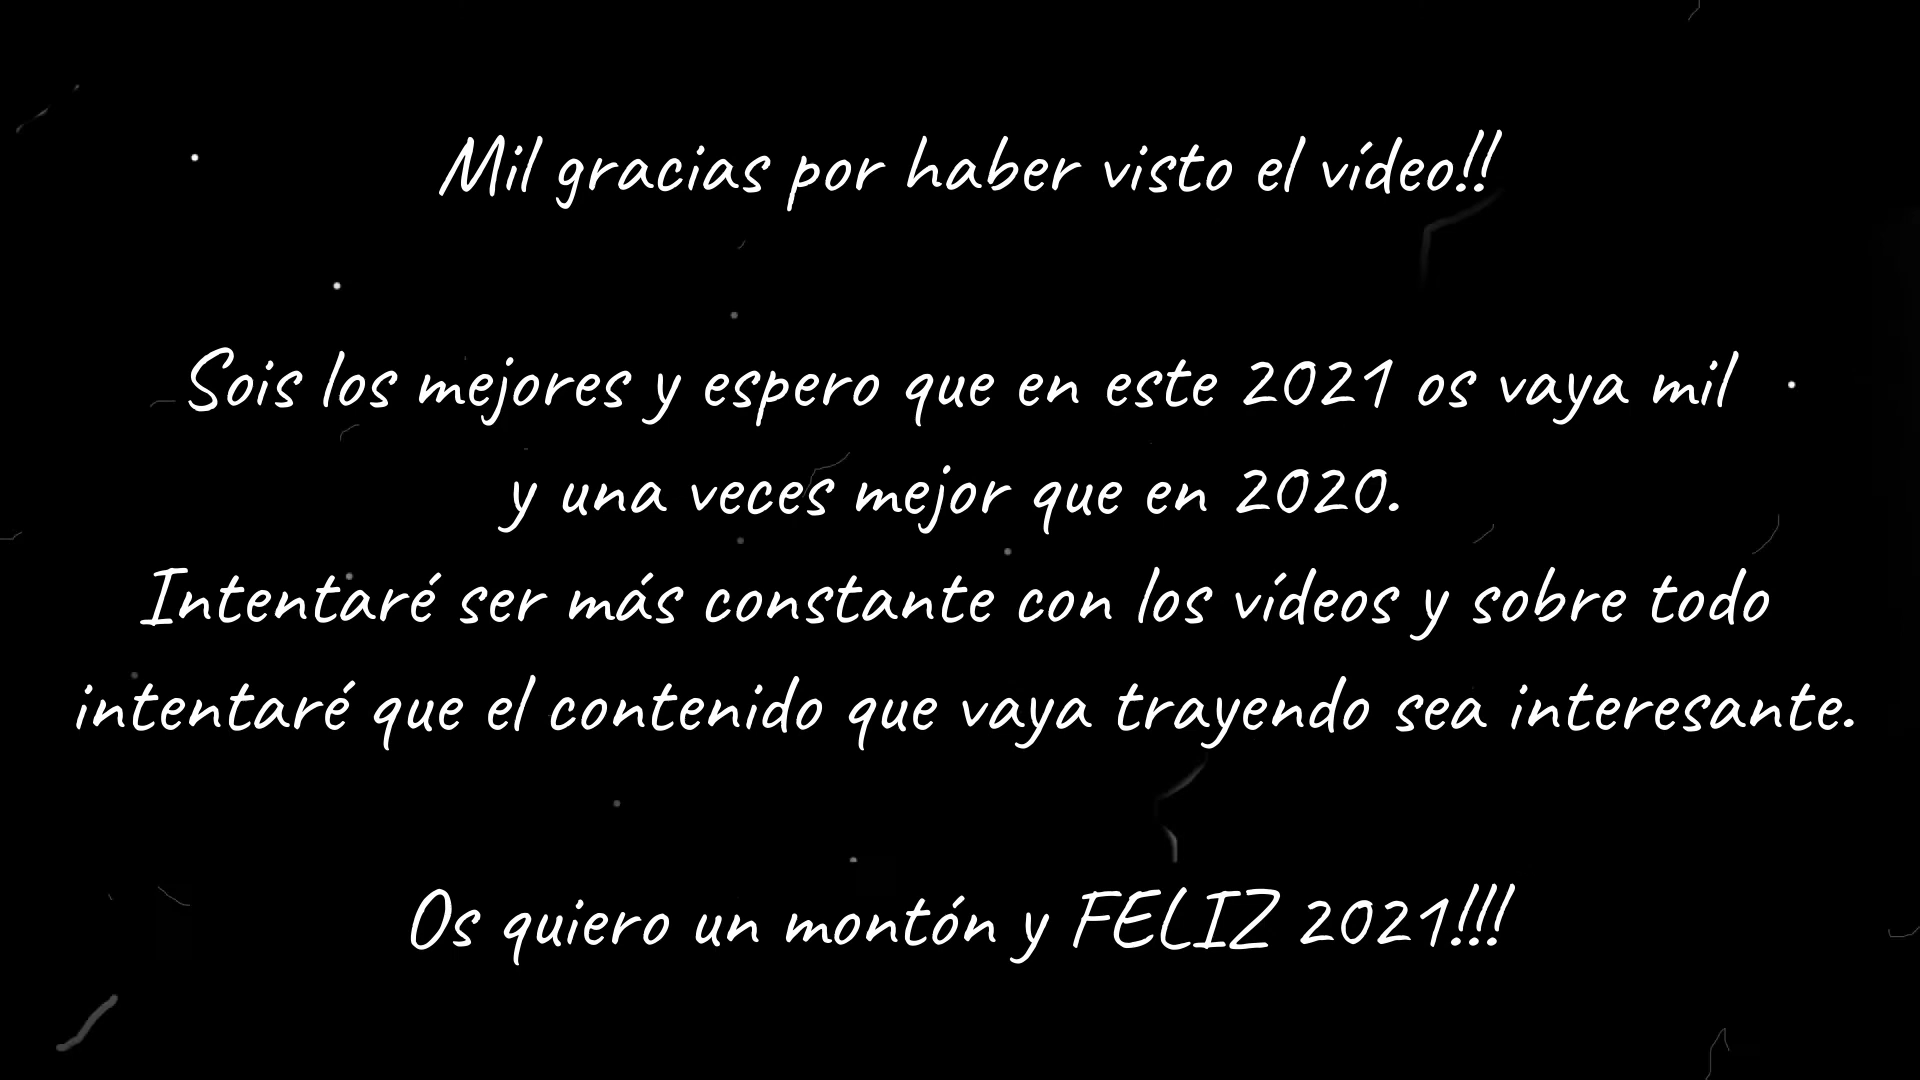 Mil gracias por haber visto el vídeo!!
Sois los mejores y espero que en este 2021 os vaya mil
y una veces mejor que en 2020.
Intentaré ser más constante con los vídeos y sobre todo
intentaré que el contenido que vaya trayendo sea interesante.
Os quiero un montón y FELIZ 2021!!!